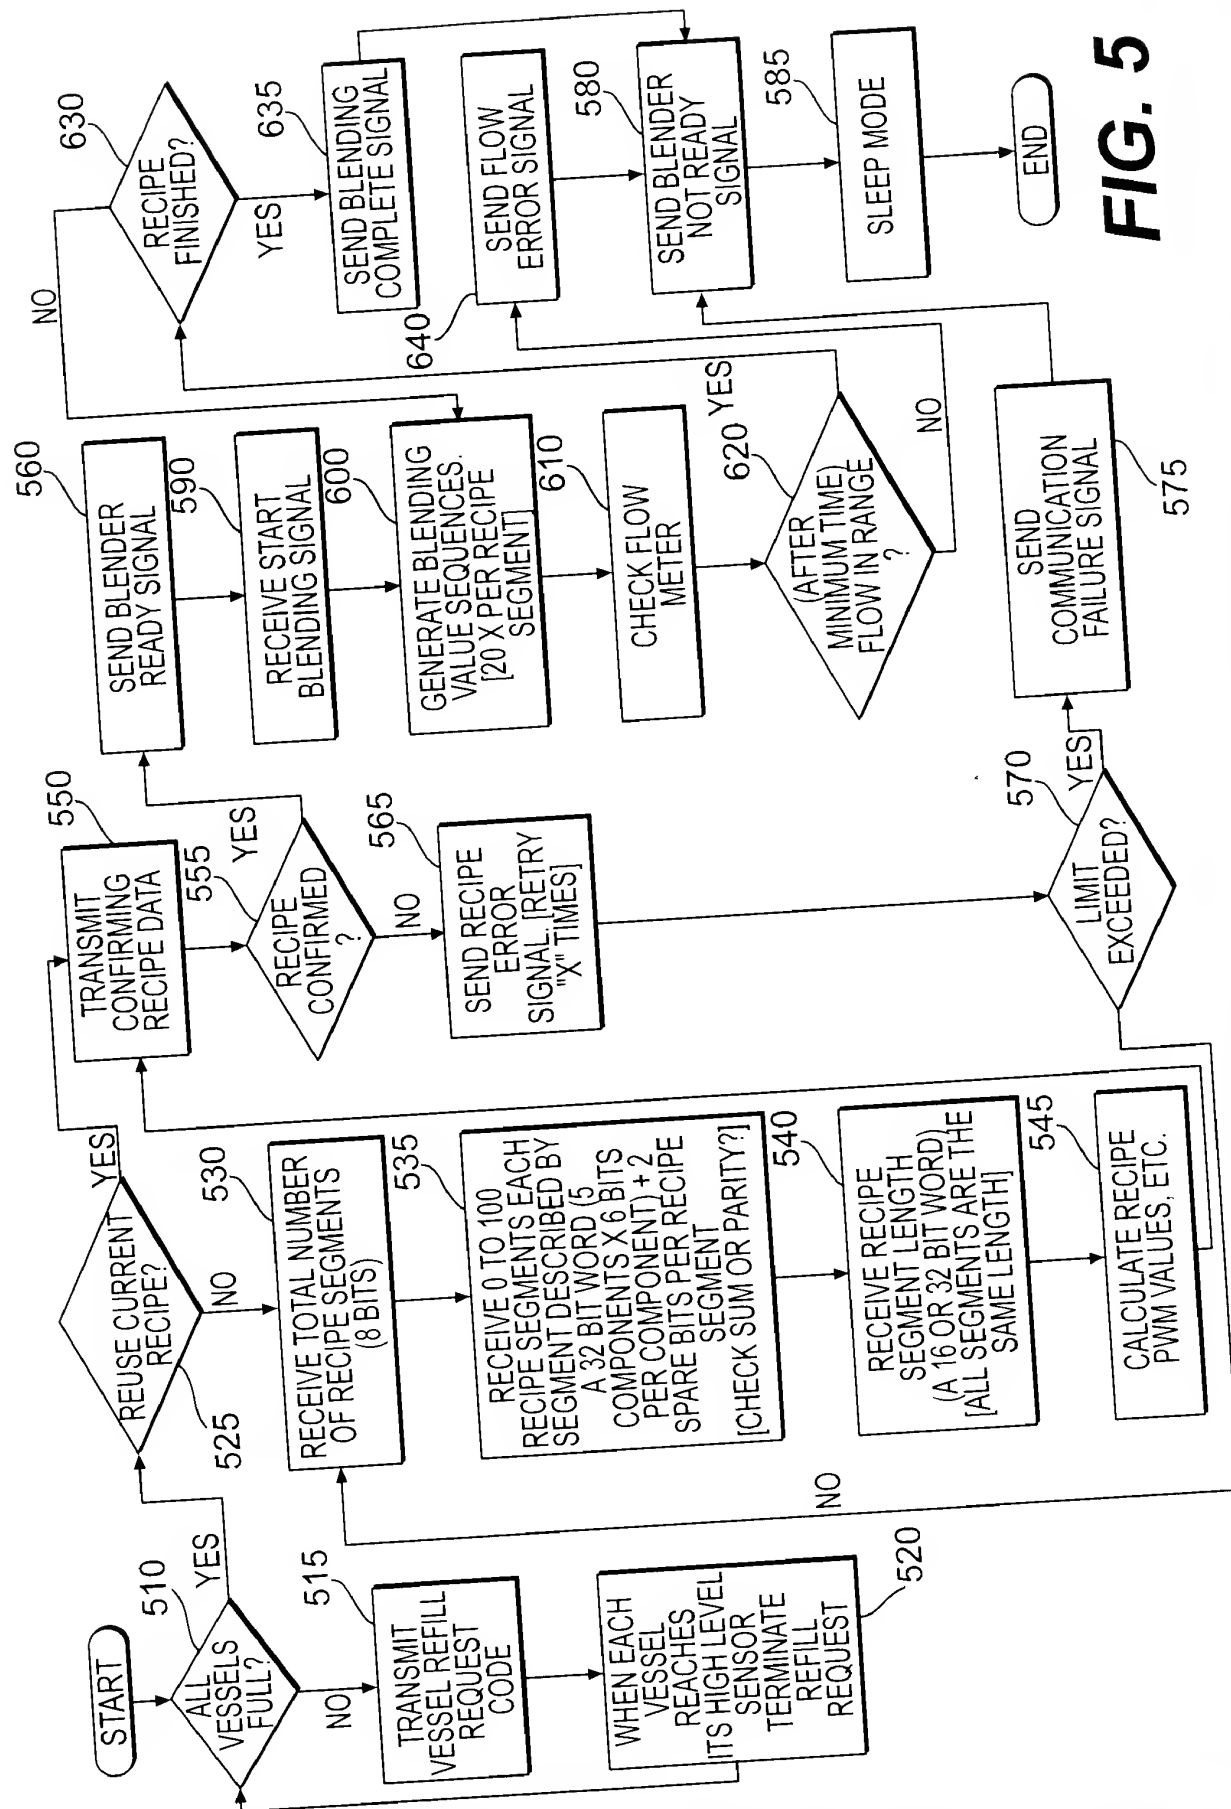 START
ALL
VESSELS
FULL?
510
YES
NO
TRANSMIT
VESSEL REFILL
REQUEST
CODE
515
WHEN EACH
VESSEL
REACHES
ITS HIGH LEVEL
SENSOR
TERMINATE
REFILL
REQUEST
520
REUSE CURRENT
RECIPE?
525
YES
NO
RECEIVE TOTAL NUMBER
OF RECIPE SEGMENTS
(8 BITS)
530
RECEIVE 0 TO 100
RECIPE SEGMENTS EACH
SEGMENT DESCRIBED BY
A 32 BIT WORD (5
COMPONENTS X 6 BITS
PER COMPONENT) + 2
SPARE BITS PER RECIPE
SEGMENT
[CHECK SUM OR PARITY?]
535
RECEIVE RECIPE
SEGMENT LENGTH
(A 16 OR 32 BIT WORD)
[ALL SEGMENTS ARE THE
SAME LENGTH]
540
CALCULATE RECIPE
PWM VALUES, ETC.
545
NO
TRANSMIT
CONFIRMING
RECIPE DATA
550
RECIPE
CONFIRMED
?
555
YES
NO
SEND RECIPE
ERROR
SIGNAL. [RETRY
"X" TIMES]
565
LIMIT
EXCEEDED?
570
YES
SEND
COMMUNICATION
FAILURE SIGNAL
575
SEND BLENDER
READY SIGNAL
560
RECEIVE START
BLENDING SIGNAL
590
GENERATE BLENDING
VALUE SEQUENCES.
[20 X PER RECIPE
SEGMENT]
600
CHECK FLOW
METER
610
(AFTER
MINIMUM TIME)
FLOW IN RANGE
?
620
YES
NO
RECIPE
FINISHED?
630
NO
YES
SEND BLENDING
COMPLETE SIGNAL
635
SEND FLOW
ERROR SIGNAL
640
SEND BLENDER
NOT READY
SIGNAL
580
SLEEP MODE
585
END
FIG. 5